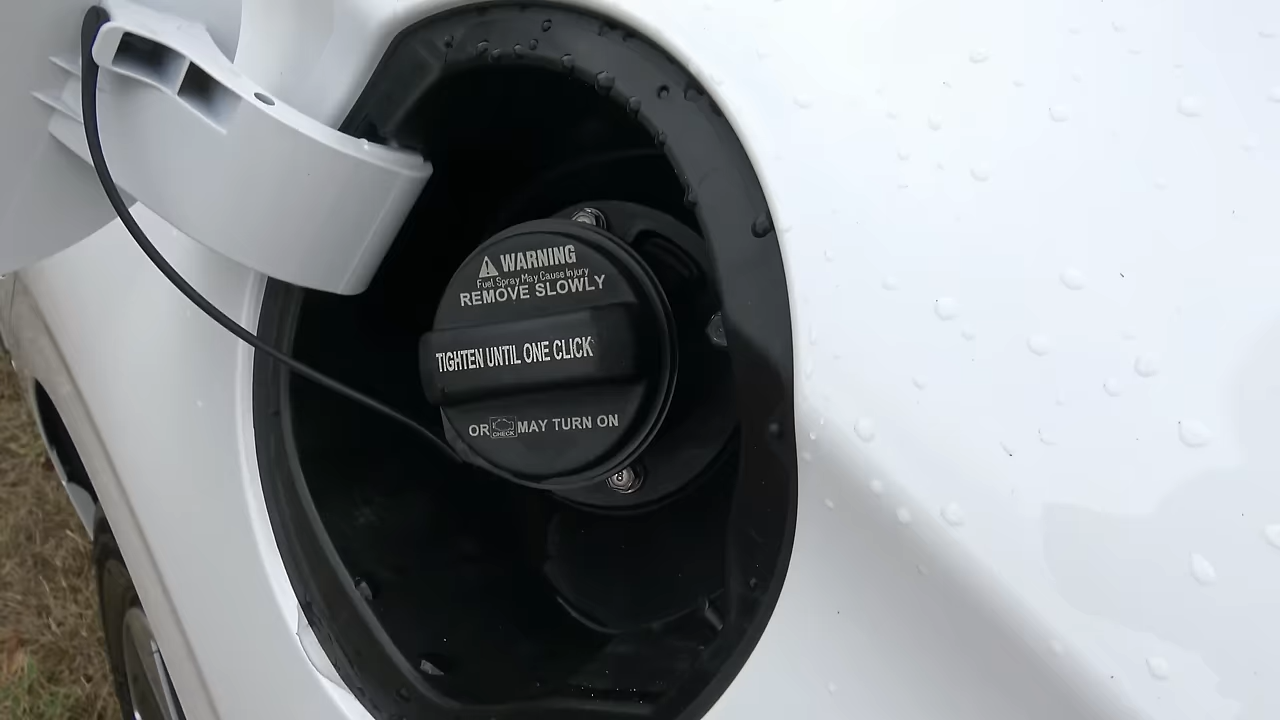 WARNING
Fuel Spray May Cause Injury
REMOVE SLOWLY
TIGHTEN UNTIL ONE CLICK
OR CHECK MAY TURN ON